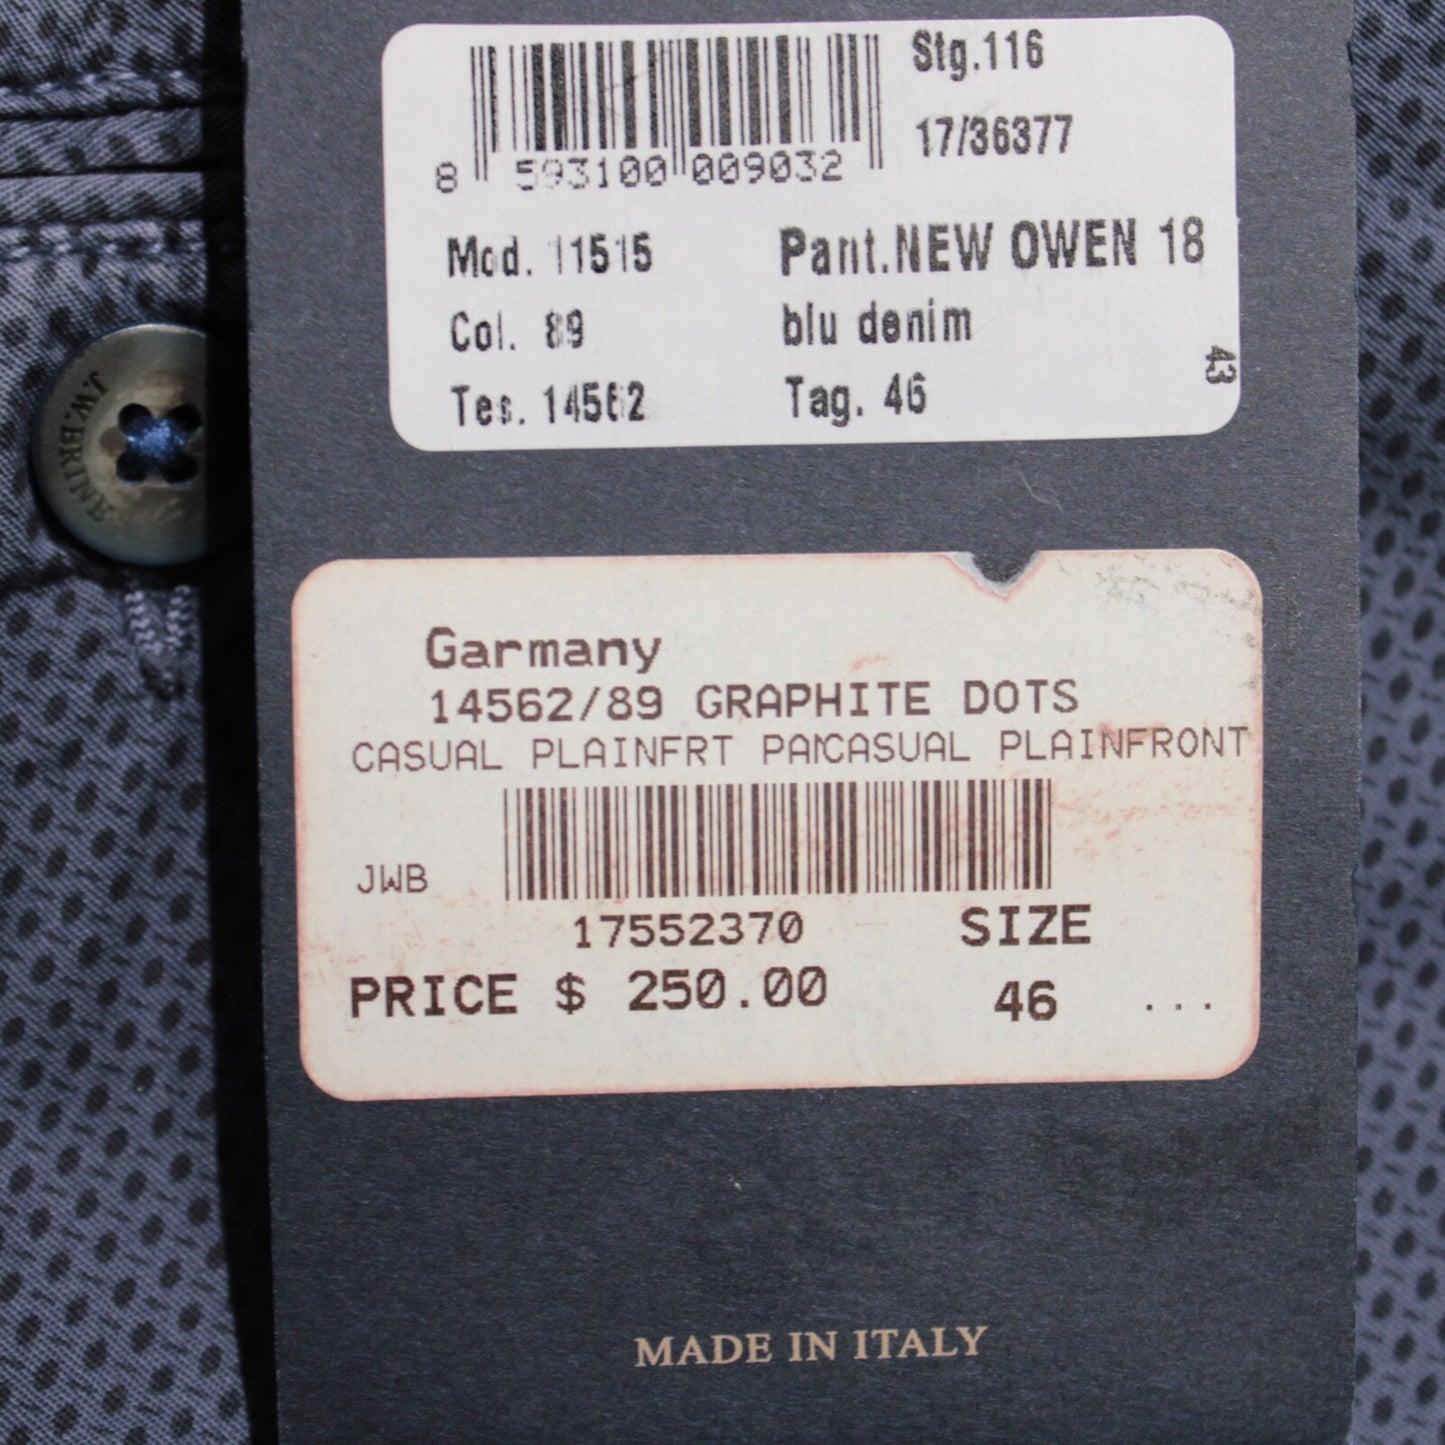 Stg.116
17/36377
8 593100 009032
Mod. 11515 Pant.NEW OWEN 18
Col. 89 blu denim
43
Tes. 14562 Tag. 46
J.W.BRINE
Garmany
14562/89 GRAPHITE DOTS
CASUAL PLAINFRT PANCASUAL PLAINFRONT
JWB
17552370 SIZE
PRICE $ 250.00 46 ...
MADE IN ITALY